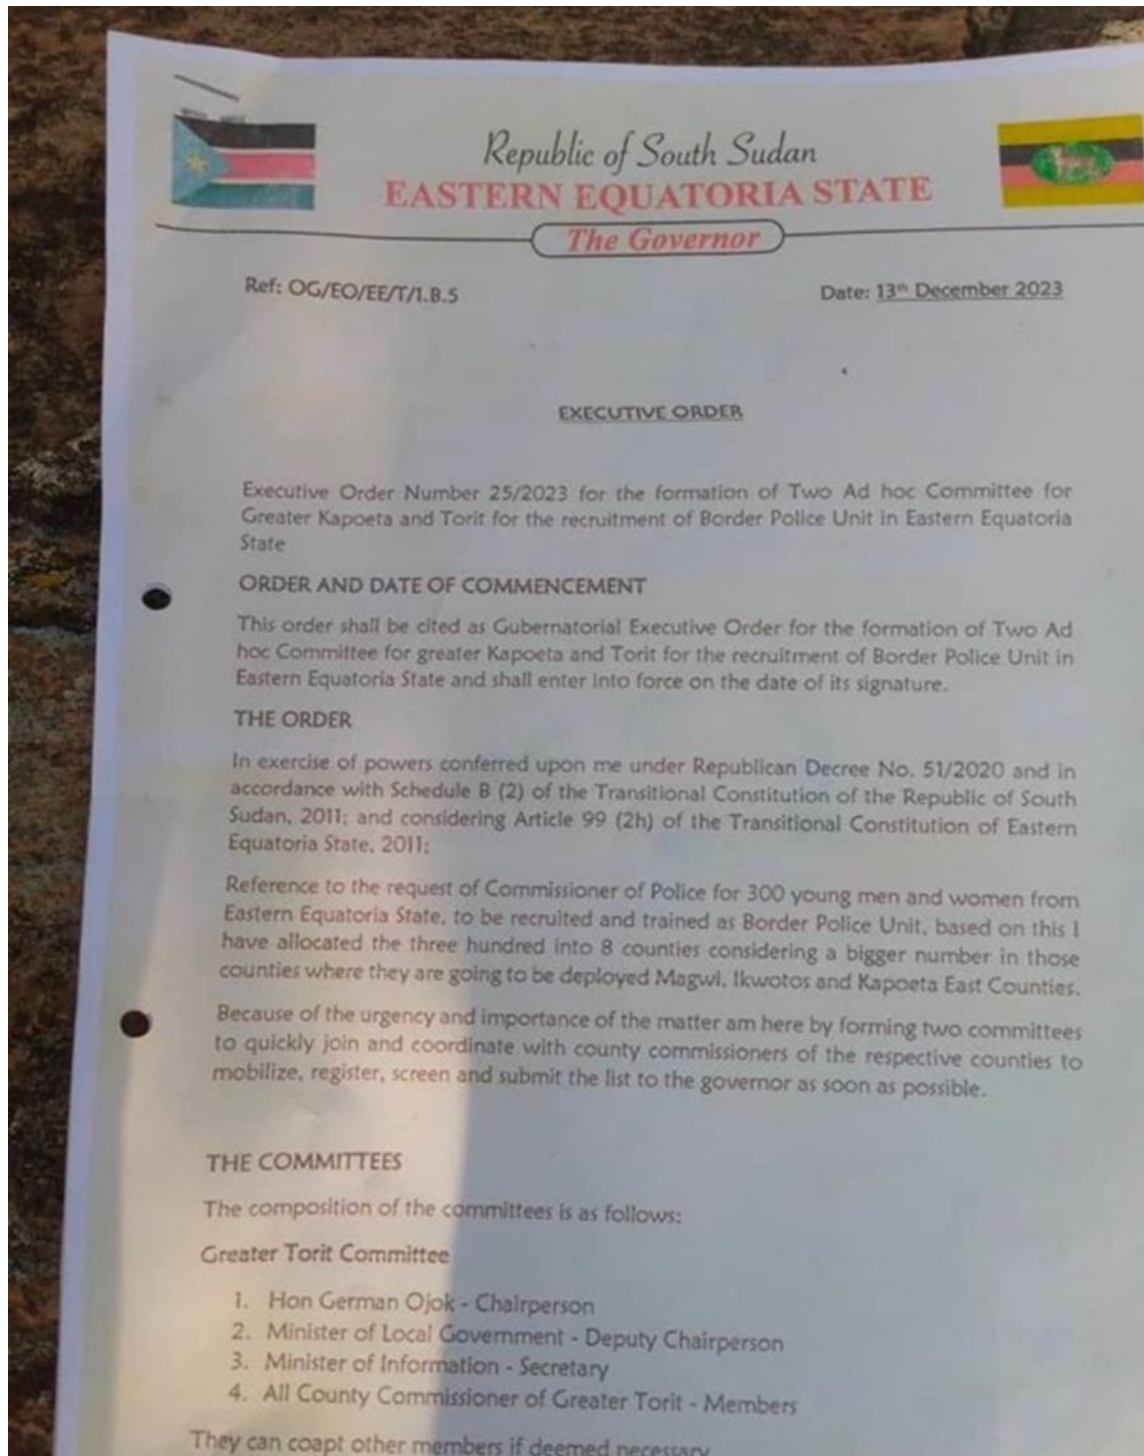 Republic of South Sudan
EASTERN EQUATORIA STATE
The Governor
Ref: OG/EO/EE/T/1.B.5
Date: 13th December 2023
EXECUTIVE ORDER
Executive Order Number 25/2023 for the formation of Two Ad hoc Committee for
Greater Kapoeta and Torit for the recruitment of Border Police Unit in Eastern Equatoria
State
ORDER AND DATE OF COMMENCEMENT
This order shall be cited as Gubernatorial Executive Order for the formation of Two Ad
hoc Committee for greater Kapoeta and Torit for the recruitment of Border Police Unit in
Eastern Equatoria State and shall enter into force on the date of its signature.
THE ORDER
In exercise of powers conferred upon me under Republican Decree No. 51/2020 and in
accordance with Schedule B (2) of the Transitional Constitution of the Republic of South
Sudan, 2011; and considering Article 99 (2h) of the Transitional Constitution of Eastern
Equatoria State, 2011;
Reference to the request of Commissioner of Police for 300 young men and women from
Eastern Equatoria State, to be recruited and trained as Border Police Unit, based on this I
have allocated the three hundred into 8 counties considering a bigger number in those
counties where they are going to be deployed Magwi, Ikwotos and Kapoeta East Counties.
Because of the urgency and importance of the matter am here by forming two committees
to quickly join and coordinate with county commissioners of the respective counties to
mobilize, register, screen and submit the list to the governor as soon as possible.
THE COMMITTEES
The composition of the committees is as follows:
Greater Torit Committee
1. Hon German Ojok - Chairperson
2. Minister of Local Government - Deputy Chairperson
3. Minister of Information - Secretary
4. All County Commissioner of Greater Torit - Members
They can coapt other members if deemed necessary